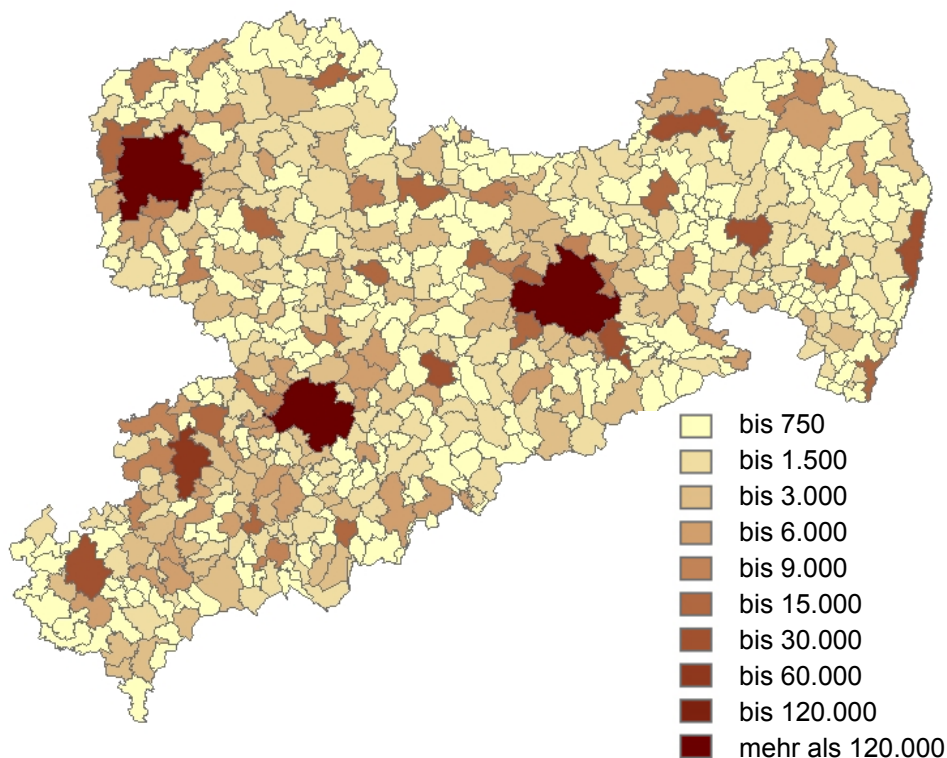 bis 750
bis 1.500
bis 3.000
bis 6.000
bis 9.000
bis 15.000
bis 30.000
bis 60.000
bis 120.000
mehr als 120.000